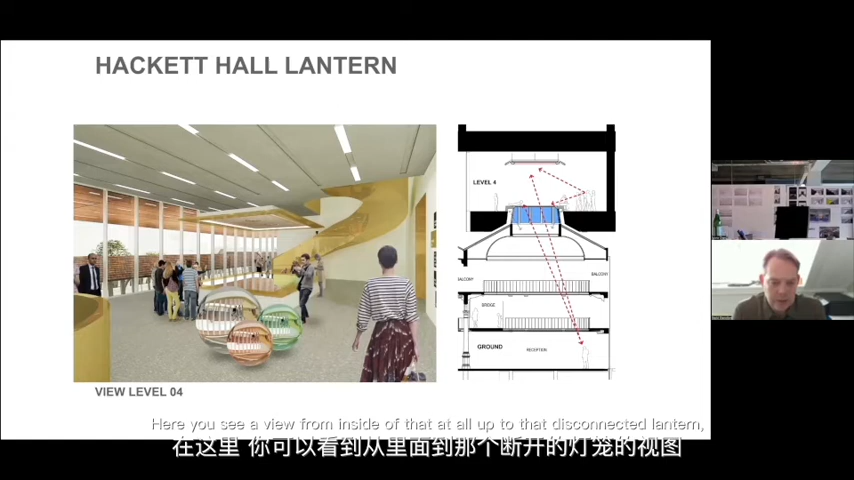 HACKETT HALL LANTERN
LEVEL 4
BALCONY
BALCONY
BRIDGE
GROUND
RECEPTION
VIEW LEVEL 04
Here you see a view from inside of that at all up to that disconnected lantern,
在这里 你可以看到从里面到那个断开的灯笼的视图